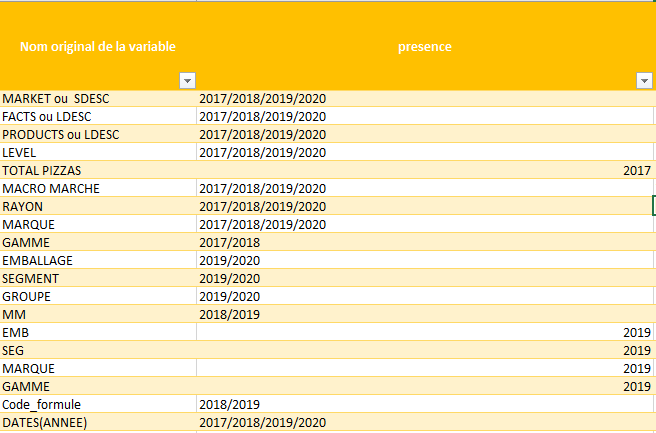 Nom original de la variable presence
MARKET ou SDESC 2017/2018/2019/2020
FACTS ou LDESC 2017/2018/2019/2020
PRODUCTS ou LDESC 2017/2018/2019/2020
LEVEL 2017/2018/2019/2020
TOTAL PIZZAS 2017
MACRO MARCHE 2017/2018/2019/2020
RAYON 2017/2018/2019/2020
MARQUE 2017/2018/2019/2020
GAMME 2017/2018
EMBALLAGE 2019/2020
SEGMENT 2019/2020
GROUPE 2019/2020
MM 2018/2019
EMB 2019
SEG 2019
MARQUE 2019
GAMME 2019
Code_formule 2018/2019
DATES(ANNEE) 2017/2018/2019/2020